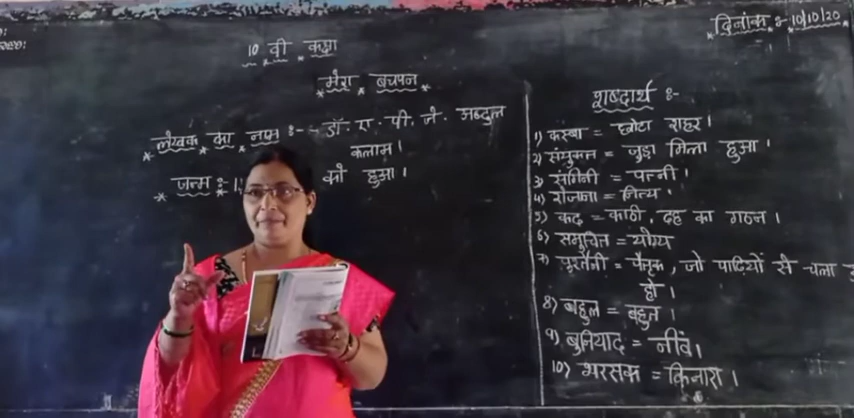 10 वी कक्षा
दिनांक :- 10/10/20
मेरा बचपन
लेखक का नाम :- डॉ. ए. पी. जे. अब्दुल
कलाम।
जन्म :- को हुआ।
शब्दार्थ :-
1) कस्बा = छोटा शहर।
2) संयुक्त = जुड़ा मिला हुआ।
3) संगिनी = पत्नी।
4) रोजाना = नित्य।
5) कद = काठी, देह का गठन।
6) समुचित = योग्य
7) पुश्तैनी = पैतृक, जो पीढ़ियों से चला
हो।
8) बहुल = बहुत।
9) बुनियाद = नीवं।
10) भरसक = किनारा।